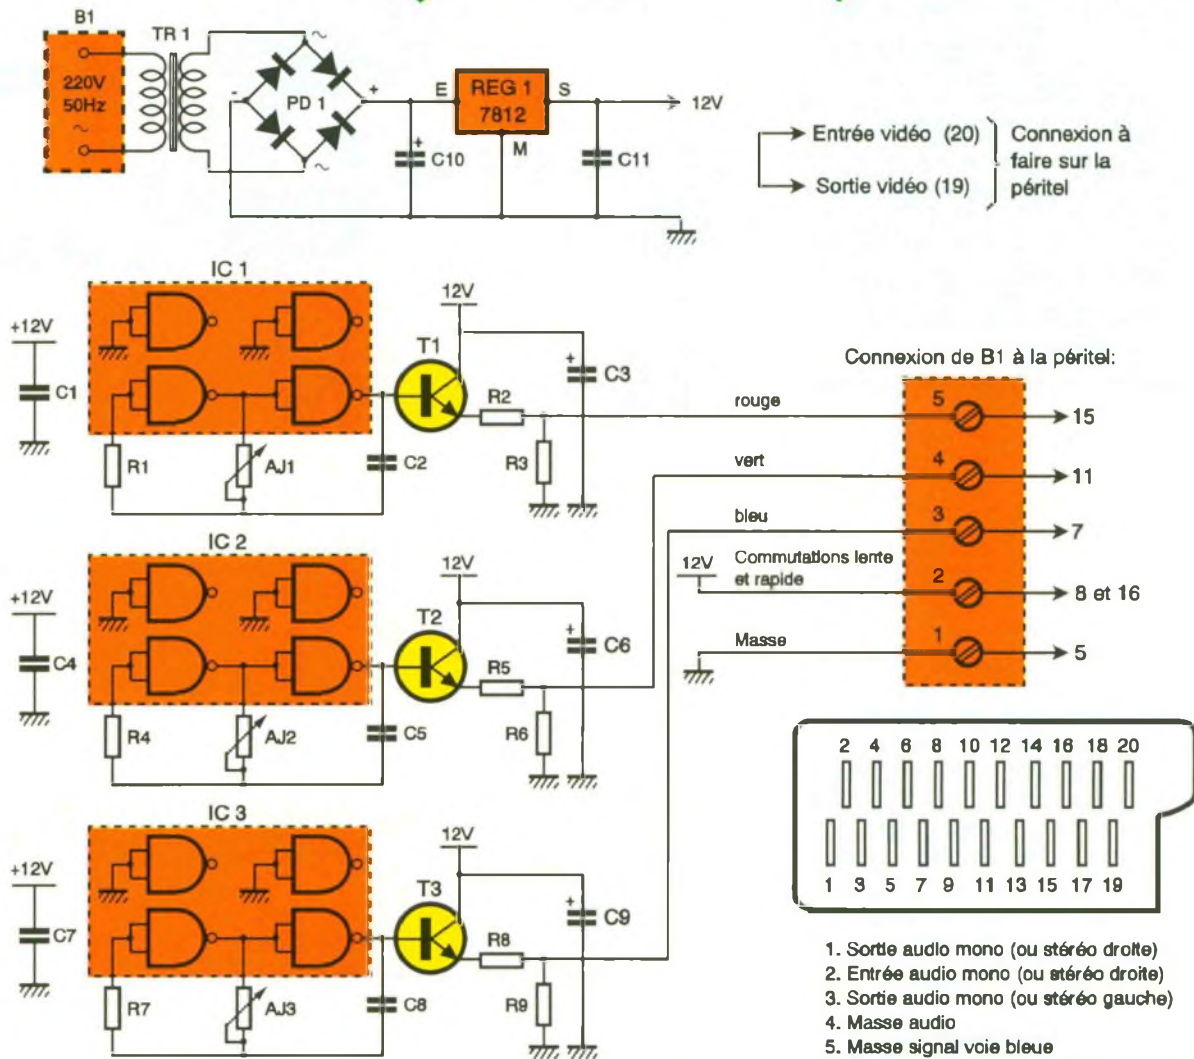 B1
TR 1
220V
50Hz
~
~
-
PD 1
+
~
E
REG 1
7812
S
M
12V
+
C10
C11
Entrée vidéo (20)
Sortie vidéo (19)
Connexion à
faire sur la
péritel
IC 1
+12V
C1
R1
AJ1
C2
T1
12V
R2
R3
+
C3
IC 2
+12V
C4
R4
AJ2
C5
T2
12V
R5
R6
+
C6
IC 3
+12V
C7
R7
AJ3
C8
T3
12V
R8
R9
+
C9
Connexion de B1 à la péritel:
rouge
5
15
vert
4
11
bleu
3
7
12V
Commutations lente
et rapide
2
8 et 16
Masse
1
5
2 4 6 8 10 12 14 16 18 20
1 3 5 7 9 11 13 15 17 19
1. Sortie audio mono (ou stéréo droite)
2. Entrée audio mono (ou stéréo droite)
3. Sortie audio mono (ou stéréo gauche)
4. Masse audio
5. Masse signal voie bleue